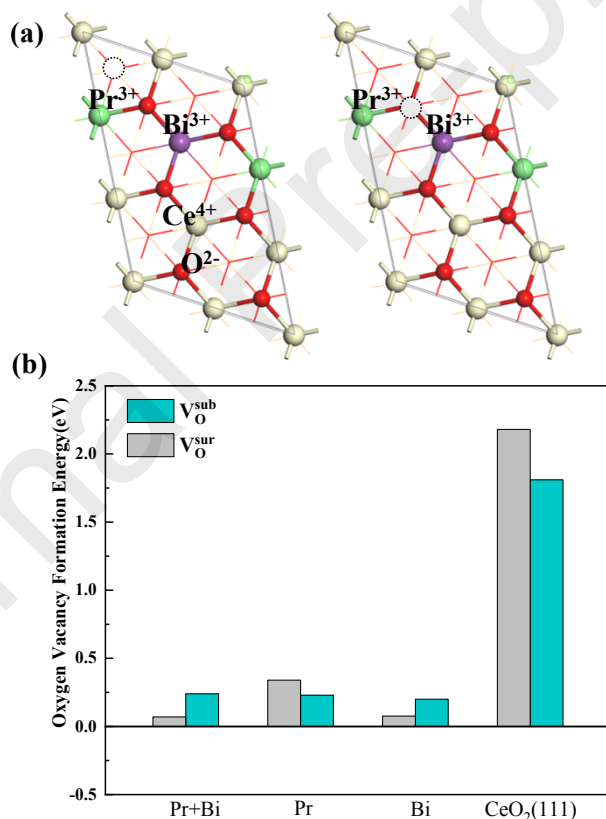 (a)
Pr3+ Bi3+ Ce4+ O2-
Pr3+ Bi3+
(b)
Oxygen Vacancy Formation Energy(eV)
2.5
2.0
1.5
1.0
0.5
0.0
-0.5
V_O^sub
V_O^sur
Pr+Bi Pr Bi CeO2(111)